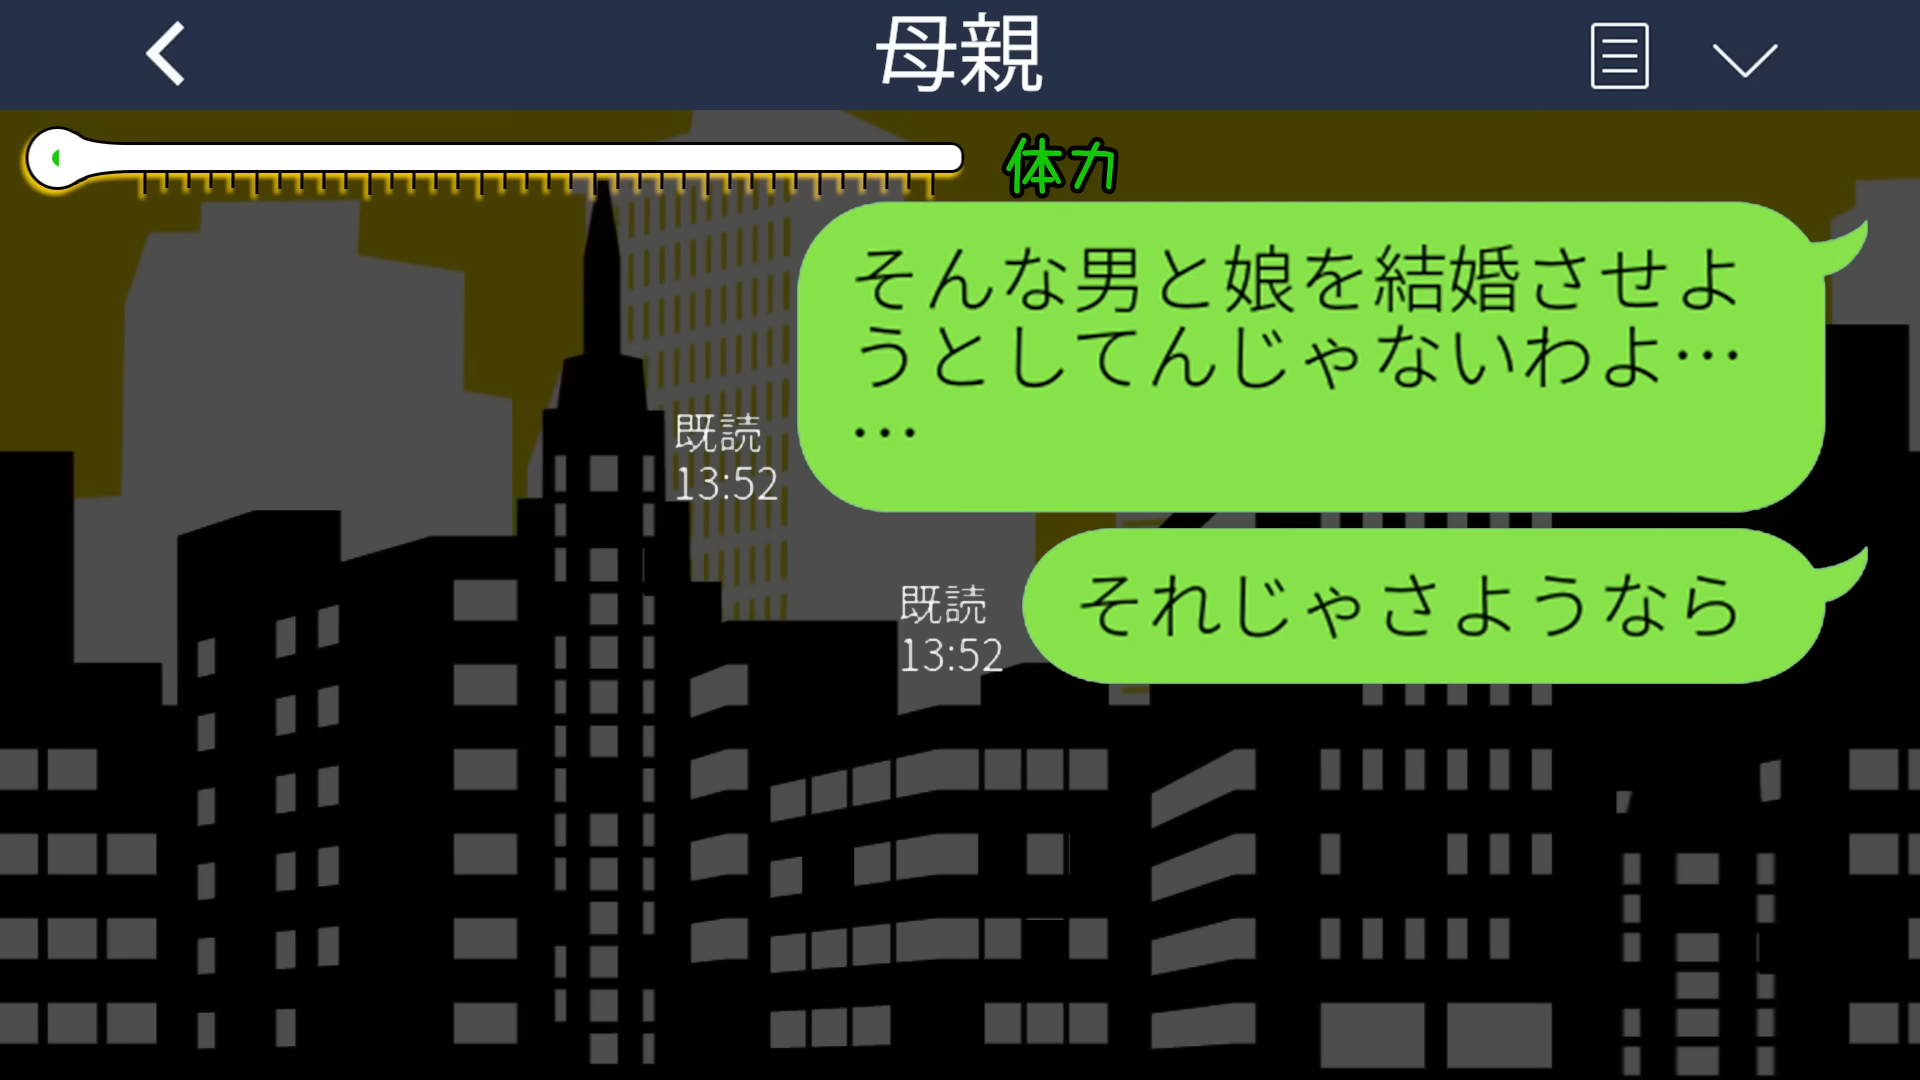 母親
体力
そんな男と娘を結婚させよ
うとしてんじゃないわよ…
…
既読
13:52
それじゃさようなら
既読
13:52